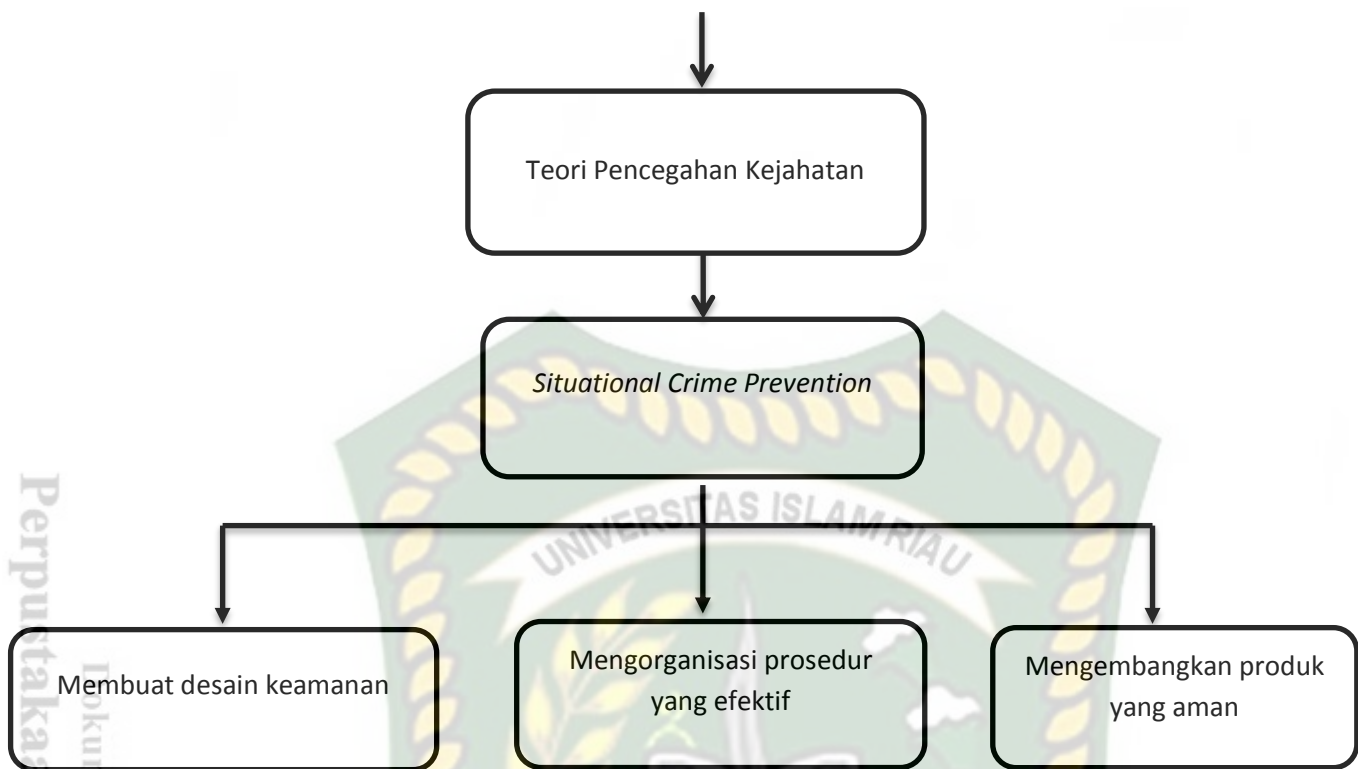 Teori Pencegahan Kejahatan
Situational Crime Prevention
UNIVERSITAS ISLAM RIAU
Membuat desain keamanan
Mengorganisasi prosedur
yang efektif
Mengembangkan produk
yang aman